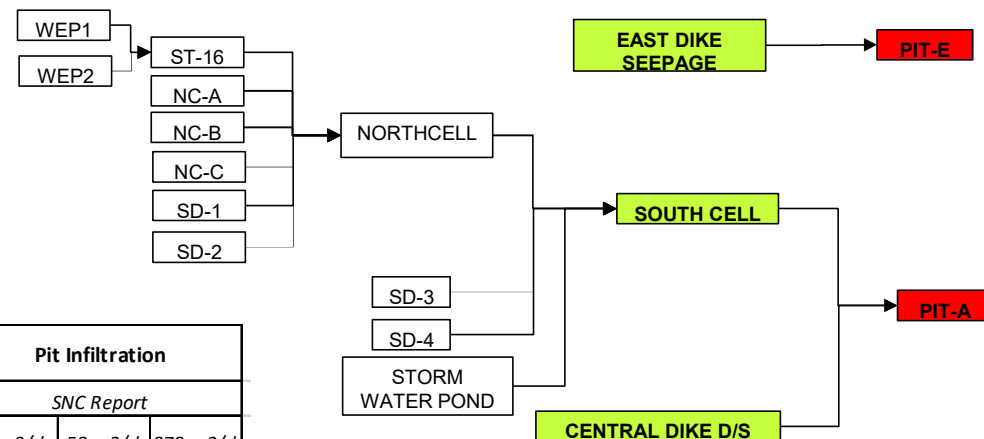 WEP1
WEP2
ST-16
NC-A
NC-B
NC-C
SD-1
SD-2
NORTHCELL
EAST DIKE
SEEPAGE
PIT-E
SOUTH CELL
SD-3
SD-4
STORM
WATER POND
PIT-A
CENTRAL DIKE D/S
Pit Infiltration
SNC Report